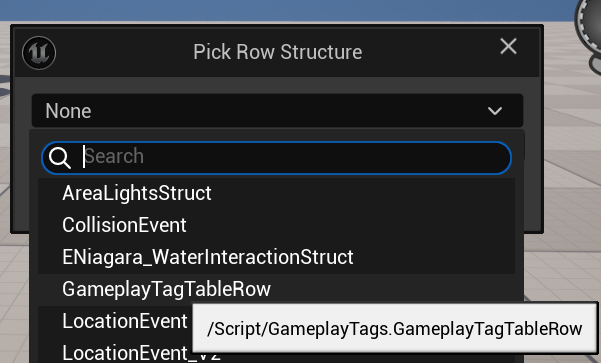 Pick Row Structure
None
Search
AreaLightsStruct
CollisionEvent
ENiagara_WaterInteractionStruct
GameplayTagTableRow
LocationEvent
/Script/GameplayTags.GameplayTagTableRow
LocationEvent_V2